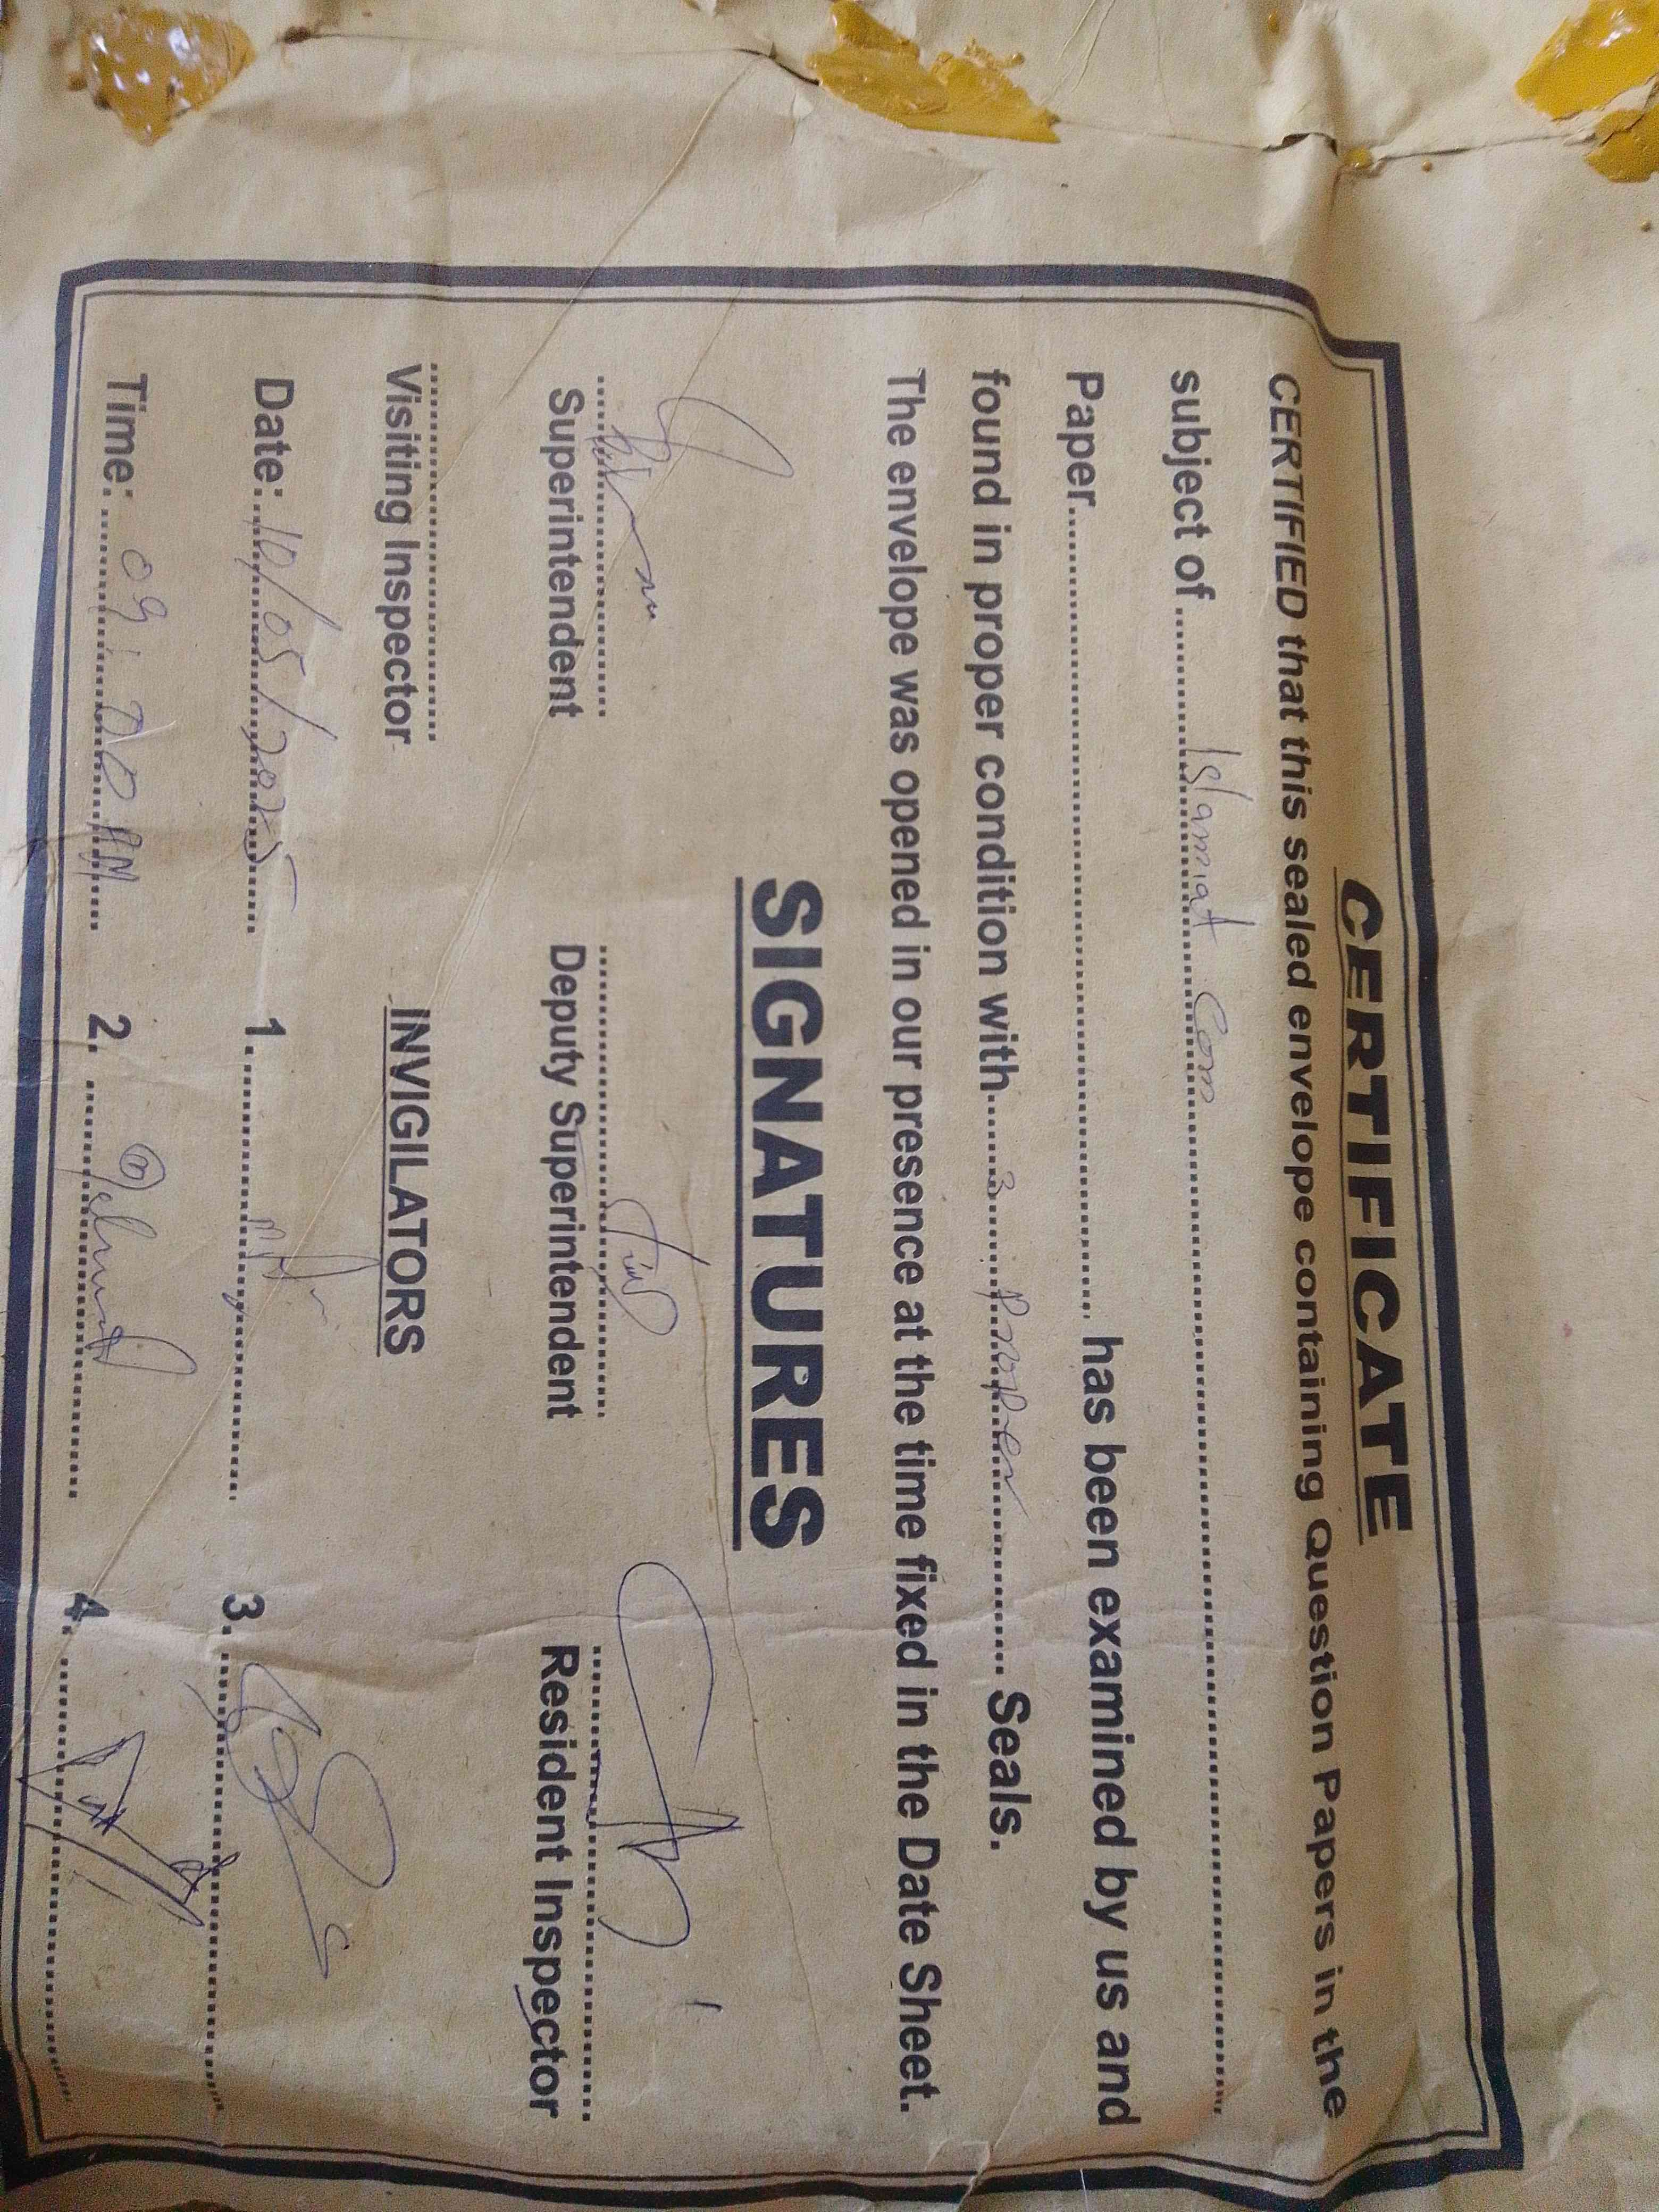 CERTIFICATE
CERTIFIED that this sealed envelope containing Question Papers in the
subject of ........ Islamiat Com ........
Paper................ has been examined by us and
found in proper condition with..... 3 .... Proper ........ Seals.
The envelope was opened in our presence at the time fixed in the Date Sheet.
SIGNATURES
Superintendent Deputy Superintendent Resident Inspector
Visiting Inspector INVIGILATORS
Date: 10/05/2025 1. 3.
Time: 09:00 AM 2. 4.